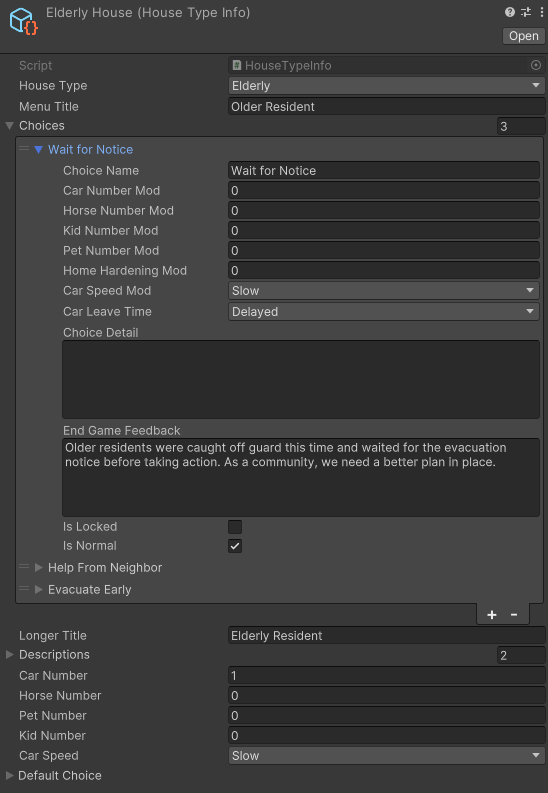 Elderly House (House Type Info)
Open
Script HouseTypeInfo
House Type Elderly
Menu Title Older Resident
Choices 3
Wait for Notice
Choice Name Wait for Notice
Car Number Mod 0
Horse Number Mod 0
Kid Number Mod 0
Pet Number Mod 0
Home Hardening Mod 0
Car Speed Mod Slow
Car Leave Time Delayed
Choice Detail
End Game Feedback
Older residents were caught off guard this time and waited for the evacuation
notice before taking action. As a community, we need a better plan in place.
Is Locked
Is Normal
Help From Neighbor
Evacuate Early
+ -
Longer Title Elderly Resident
Descriptions 2
Car Number 1
Horse Number 0
Pet Number 0
Kid Number 0
Car Speed Slow
Default Choice